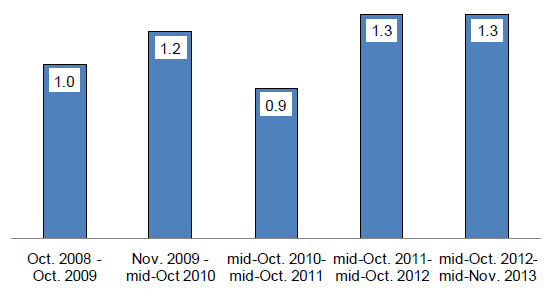 1.0
1.2
0.9
1.3
1.3
Oct. 2008 -
Oct. 2009
Nov. 2009 -
mid-Oct 2010
mid-Oct. 2010-
mid-Oct. 2011
mid-Oct. 2011-
mid-Oct. 2012
mid-Oct. 2012-
mid-Nov. 2013